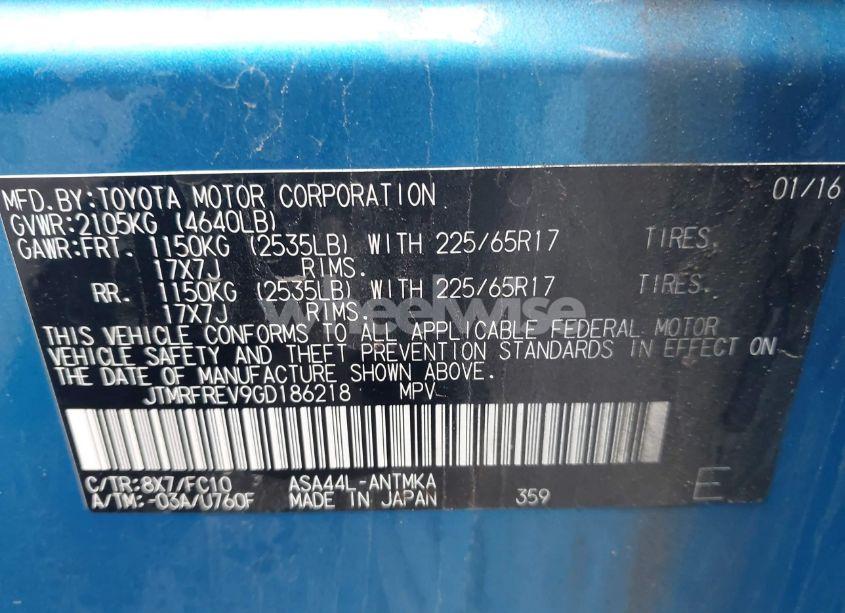 MFD.BY:TOYOTA MOTOR CORPORATION 01/16
GVWR:2105KG (4640LB)
GAWR:FRT. 1150KG (2535LB) WITH 225/65R17 TIRES.
17X7J RIMS.
RR. 1150KG (2535LB) WITH 225/65R17 TIRES.
17X7J RIMS.
wheelwise
THIS VEHICLE CONFORMS TO ALL APPLICABLE FEDERAL MOTOR
VEHICLE SAFETY AND THEFT PREVENTION STANDARDS IN EFFECT ON
THE DATE OF MANUFACTURE SHOWN ABOVE.
JTMRFREV9GD186218 MPV
C/TR:8X7/FC10 ASA44L-ANTMKA
A/TM:-03A/U760F MADE IN JAPAN 359 E